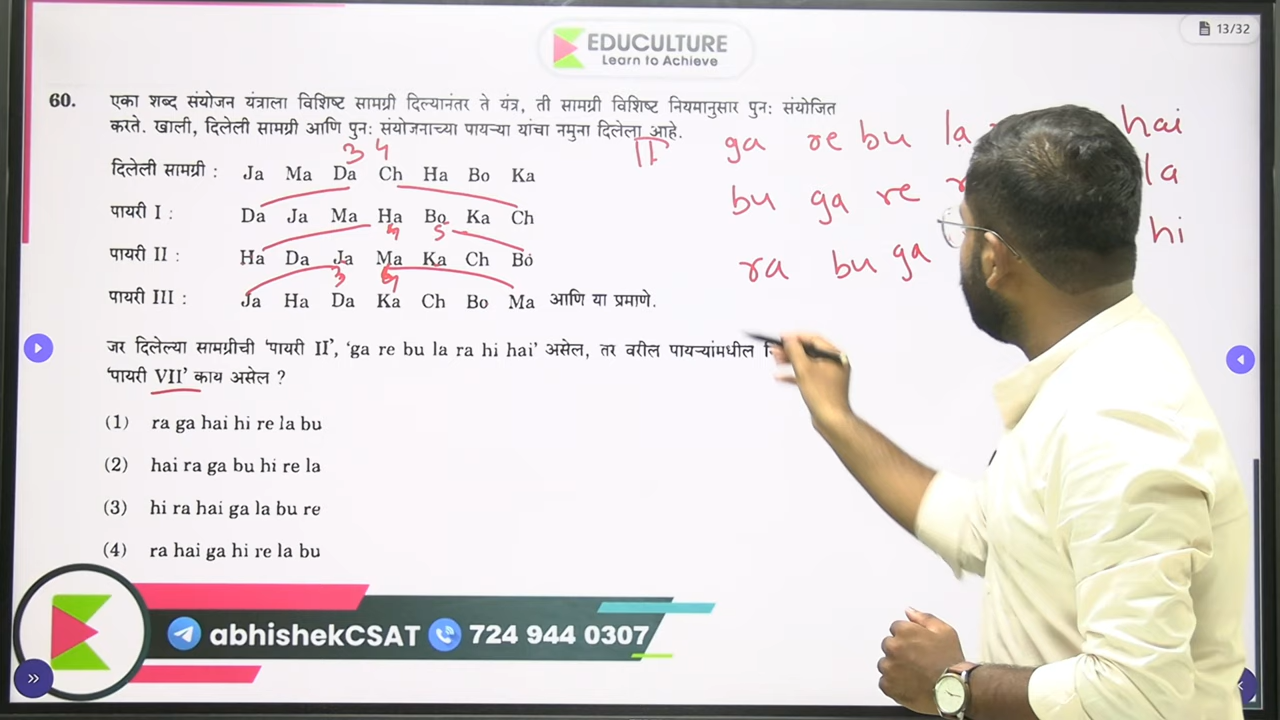 EDUCULTURE
Learn to Achieve
13/32
60. एका शब्द संयोजन यंत्राला विशिष्ट सामग्री दिल्यानंतर ते यंत्र, ती सामग्री विशिष्ट नियमानुसार पुन: संयोजित
करते. खाली, दिलेली सामग्री आणि पुन: संयोजनाच्या पायऱ्या यांचा नमुना दिलेला आहे.
3 4
दिलेली सामग्री : Ja Ma Da Ch Ha Bo Ka
पायरी I : Da Ja Ma Ha Bo Ka Ch
4 5
पायरी II : Ha Da Ja Ma Ka Ch Bo
3 4
पायरी III : Ja Ha Da Ka Ch Bo Ma आणि या प्रमाणे.
II ga re bu la hai
bu ga re la
ra bu ga hi
जर दिलेल्या सामग्रीची 'पायरी II', 'ga re bu la ra hi hai' असेल, तर वरील पायऱ्यांमधील
'पायरी VII' काय असेल ?
(1) ra ga hai hi re la bu
(2) hai ra ga bu hi re la
(3) hi ra hai ga la bu re
(4) ra hai ga hi re la bu
abhishekCSAT 724 944 0307